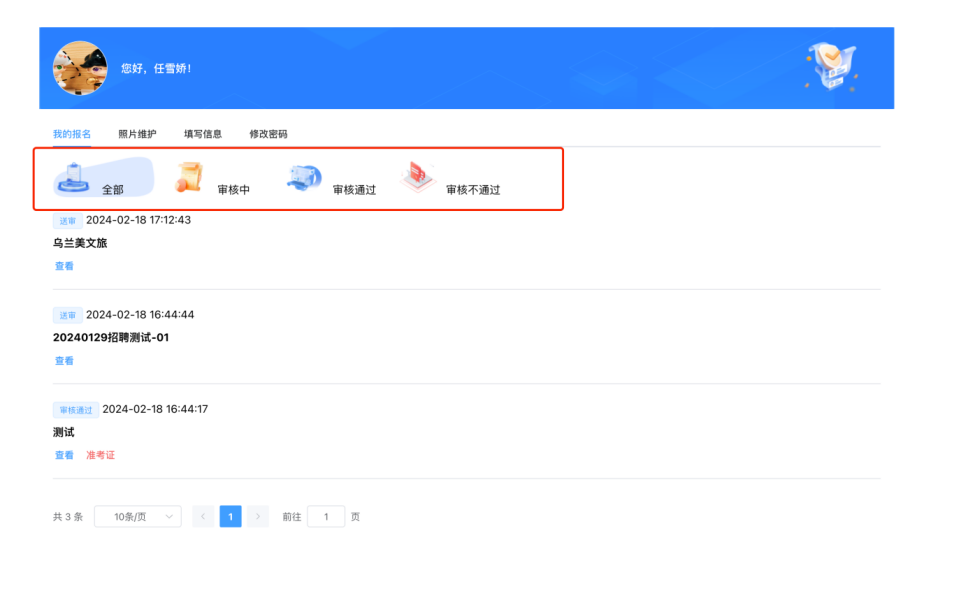 您好，任雪娇！
我的报名 照片维护 填写信息 修改密码
全部 审核中 审核通过 审核不通过
送审 2024-02-18 17:12:43
乌兰美文旅
查看
送审 2024-02-18 16:44:44
20240129招聘测试-01
查看
审核通过 2024-02-18 16:44:17
测试
查看 准考证
共 3 条 10条/页 1 前往 1 页